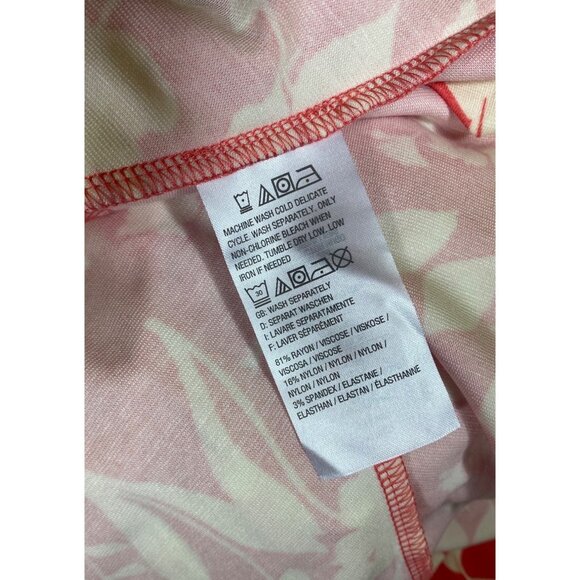 MACHINE WASH COLD DELICATE
CYCLE. WASH SEPARATELY. ONLY
NON-CHLORINE BLEACH WHEN
NEEDED. TUMBLE DRY LOW. LOW
IRON IF NEEDED
30
GB: WASH SEPARATELY
D: SEPARAT WASCHEN
I: LAVARE SEPARATAMENTE
F: LAVER SÉPARÉMENT
81% RAYON / VISCOSE / VISKOSE /
VISCOSA / VISCOSE
16% NYLON / NYLON / NYLON /
NYLON / NYLON
3% SPANDEX / ELASTANE /
ELASTHAN / ELASTAN / ÉLASTHANNE